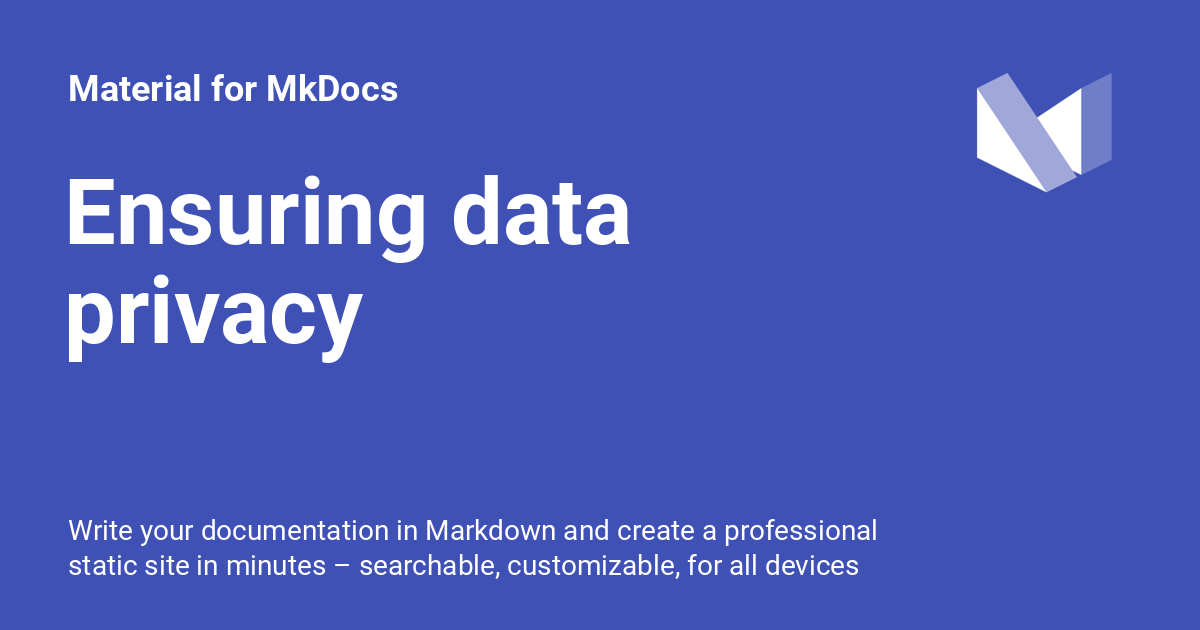 Material for MkDocs
Ensuring data
privacy
Write your documentation in Markdown and create a professional
static site in minutes – searchable, customizable, for all devices